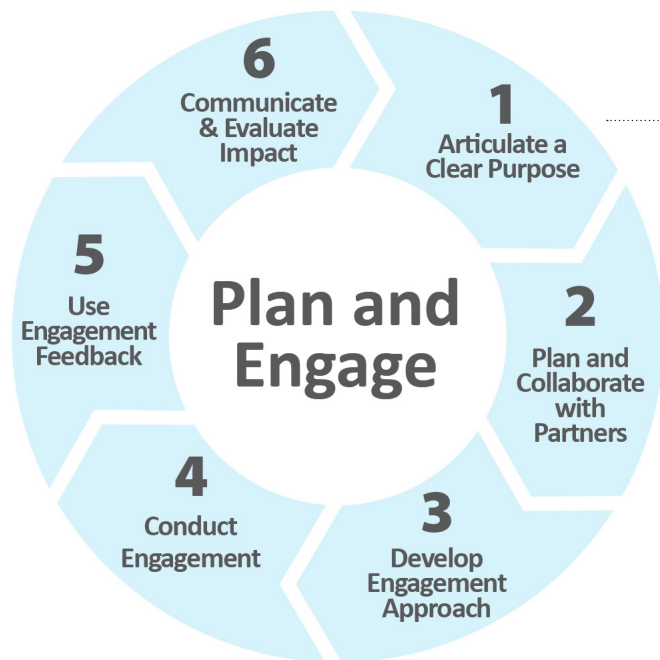 Plan and
Engage
1
Articulate a
Clear Purpose
2
Plan and
Collaborate
with
Partners
3
Develop
Engagement
Approach
4
Conduct
Engagement
5
Use
Engagement
Feedback
6
Communicate
& Evaluate
Impact